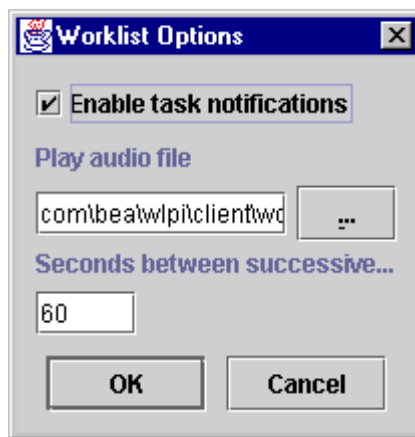 Worklist Options
Enable task notifications
Play audio file
com\bea\wlpi\client\wo
...
Seconds between successive...
60
OK
Cancel